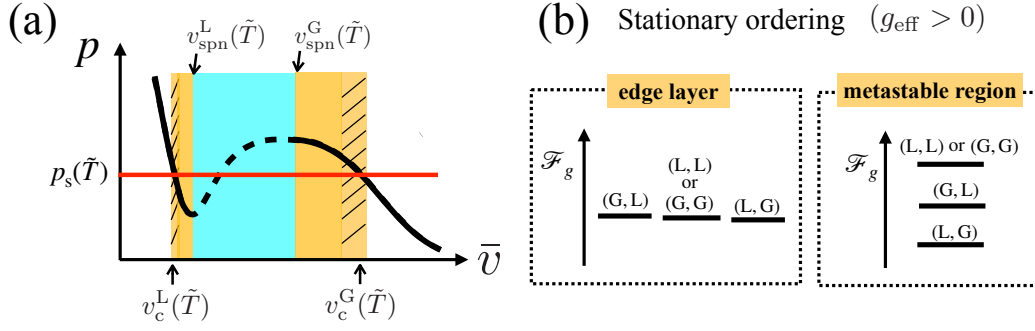 (a)
v_spn^L(T̃) v_spn^G(T̃)
p
p_s(T̃)
v̄
v_c^L(T̃) v_c^G(T̃)
(b) Stationary ordering (g_eff > 0)
edge layer
ℱ_g
(G, L)
(L, L)
or
(G, G)
(L, G)
metastable region
ℱ_g
(L, L) or (G, G)
(G, L)
(L, G)